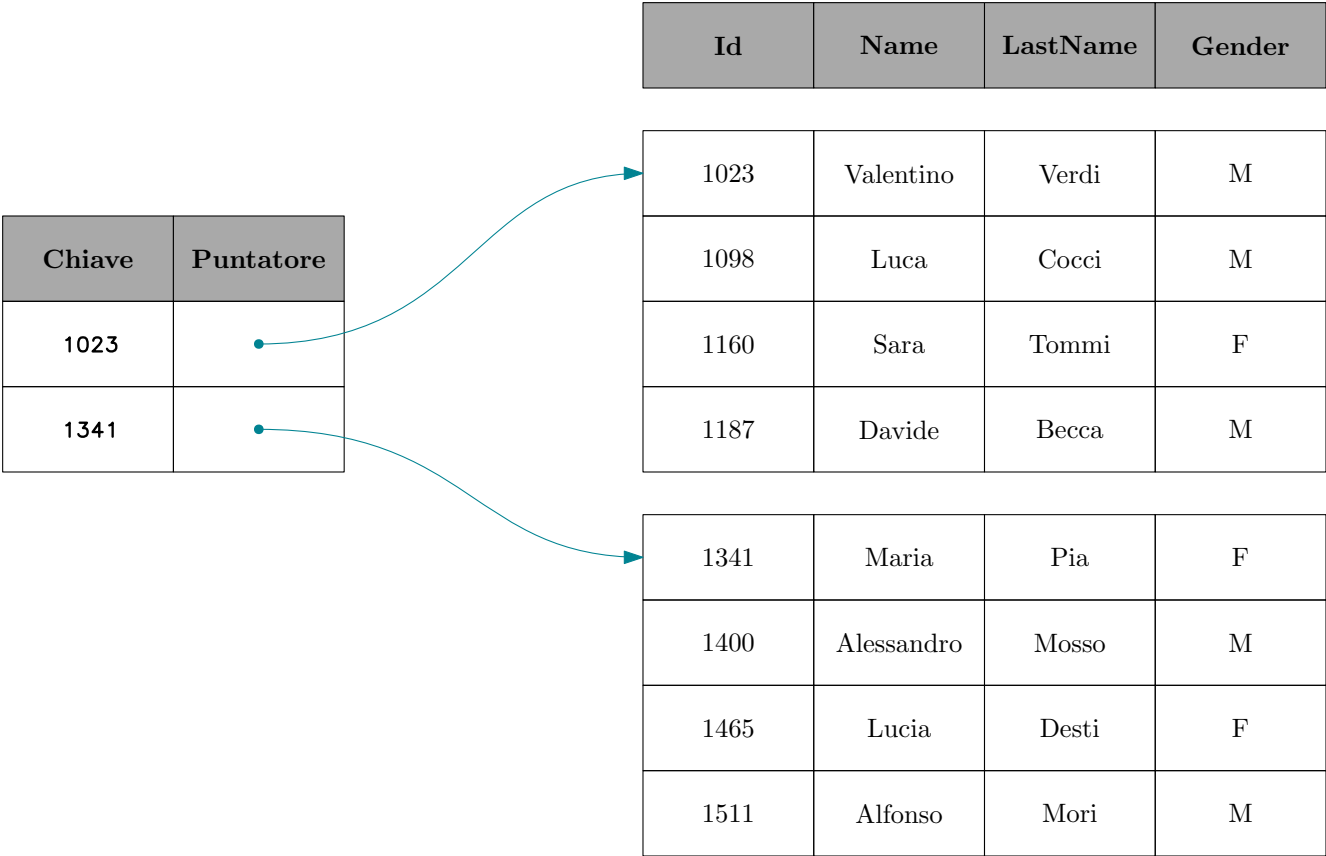 Id Name LastName Gender
1023 Valentino Verdi M
1098 Luca Cocci M
1160 Sara Tommi F
1187 Davide Becca M
1341 Maria Pia F
1400 Alessandro Mosso M
1465 Lucia Desti F
1511 Alfonso Mori M
Chiave Puntatore
1023
1341